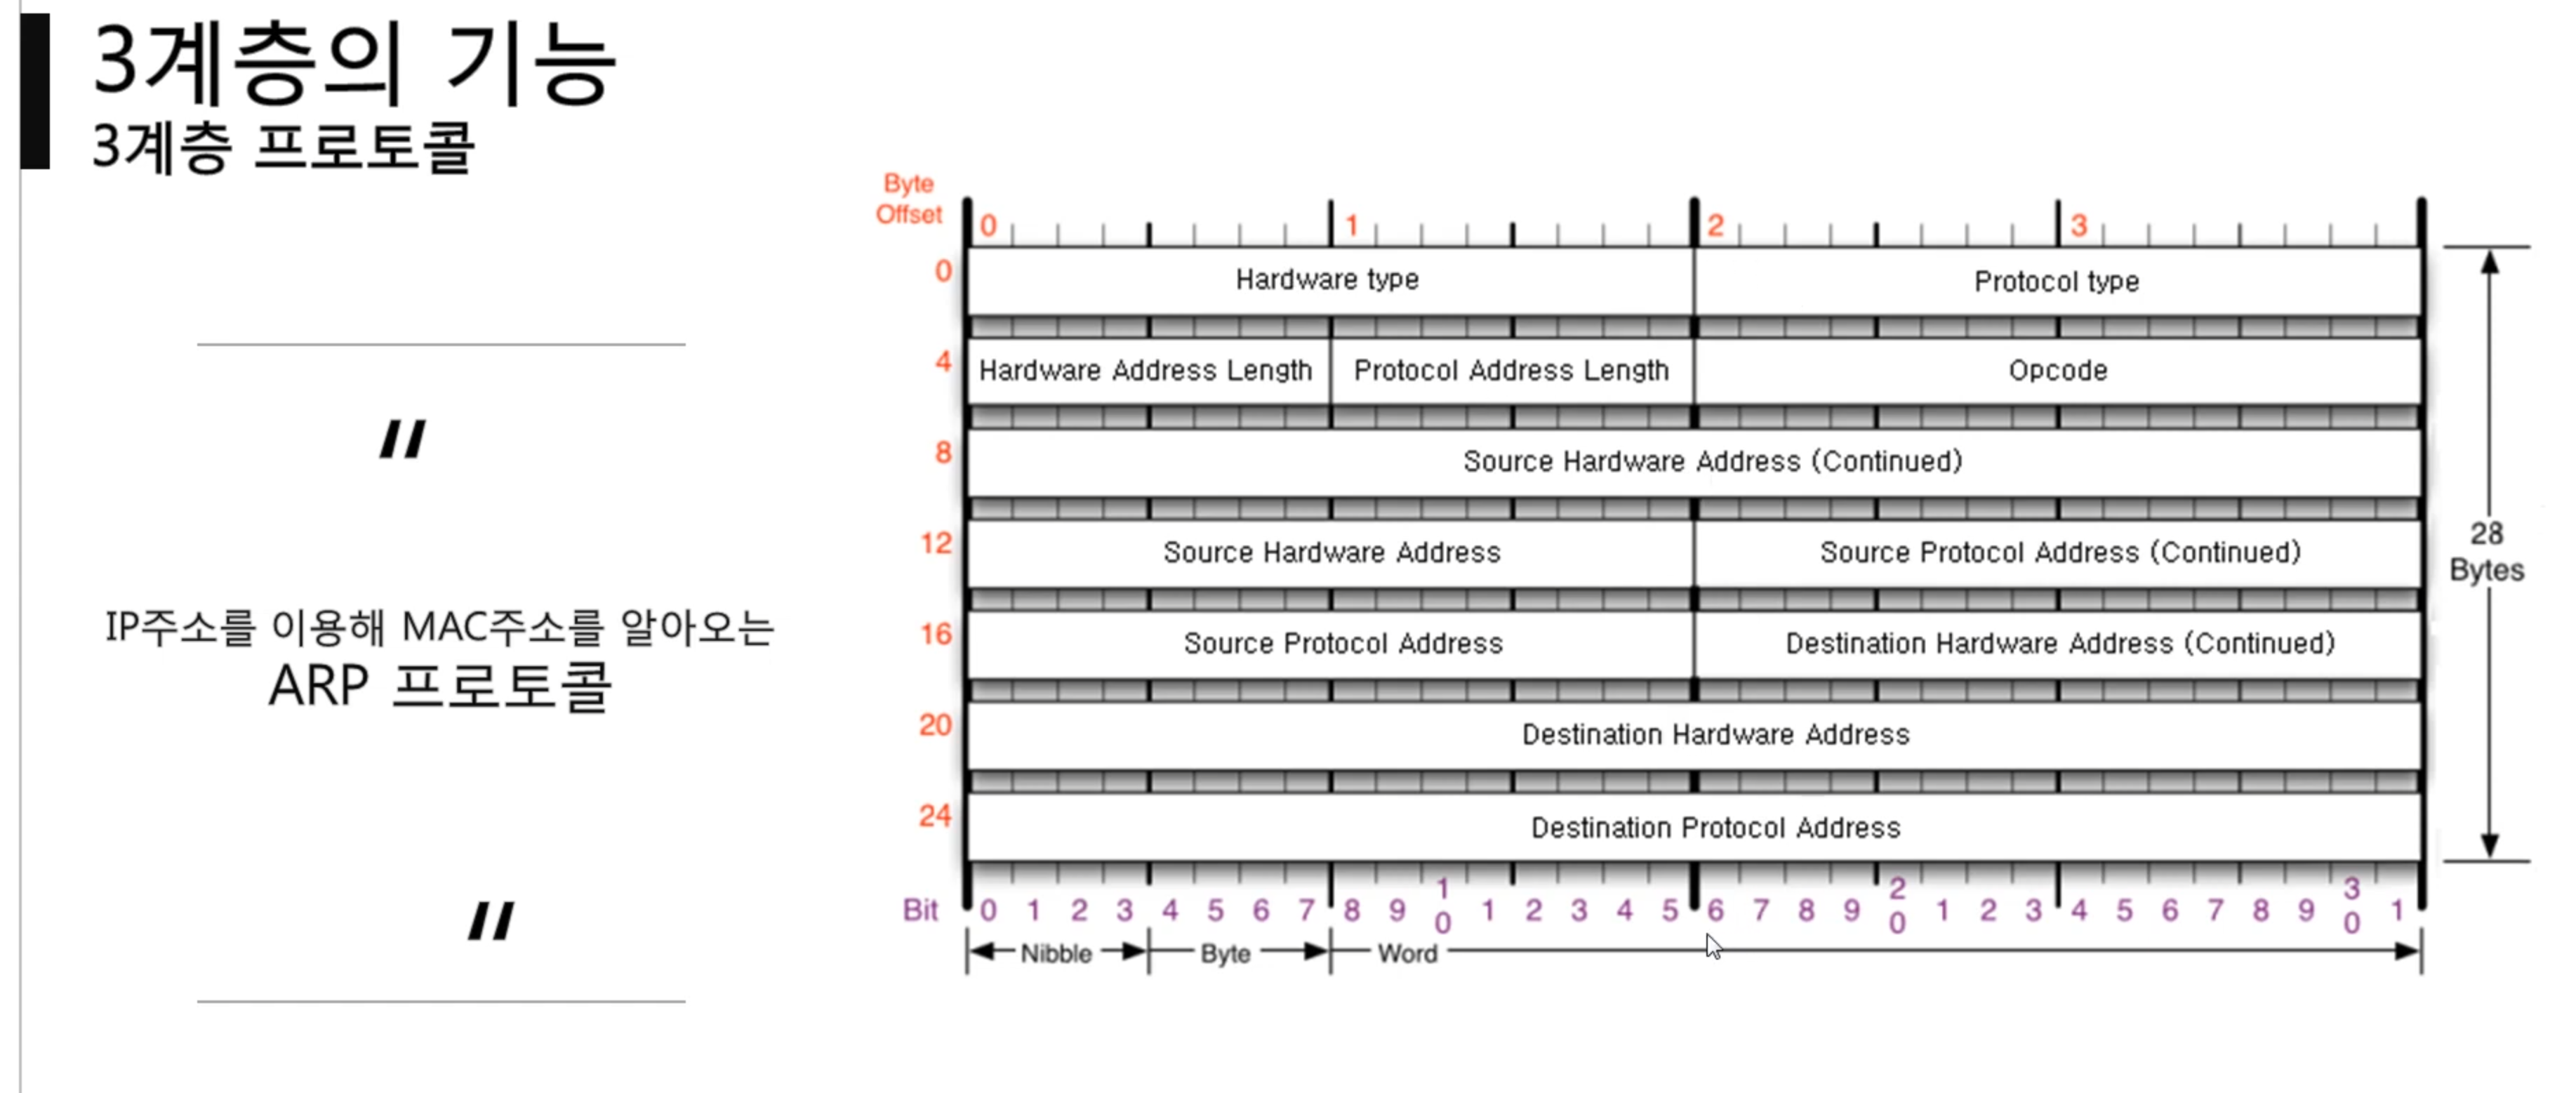 3계층의 기능
3계층 프로토콜
"
IP주소를 이용해 MAC주소를 알아오는
ARP 프로토콜
"
Byte
Offset
0 1 2 3
0 Hardware type Protocol type
4 Hardware Address Length Protocol Address Length Opcode
8 Source Hardware Address (Continued)
12 Source Hardware Address Source Protocol Address (Continued)
16 Source Protocol Address Destination Hardware Address (Continued)
20 Destination Hardware Address
24 Destination Protocol Address
28
Bytes
Bit 0 1 2 3 4 5 6 7 8 9 10 1 2 3 4 5 6 7 8 9 20 1 2 3 4 5 6 7 8 9 30 1
Nibble Byte Word